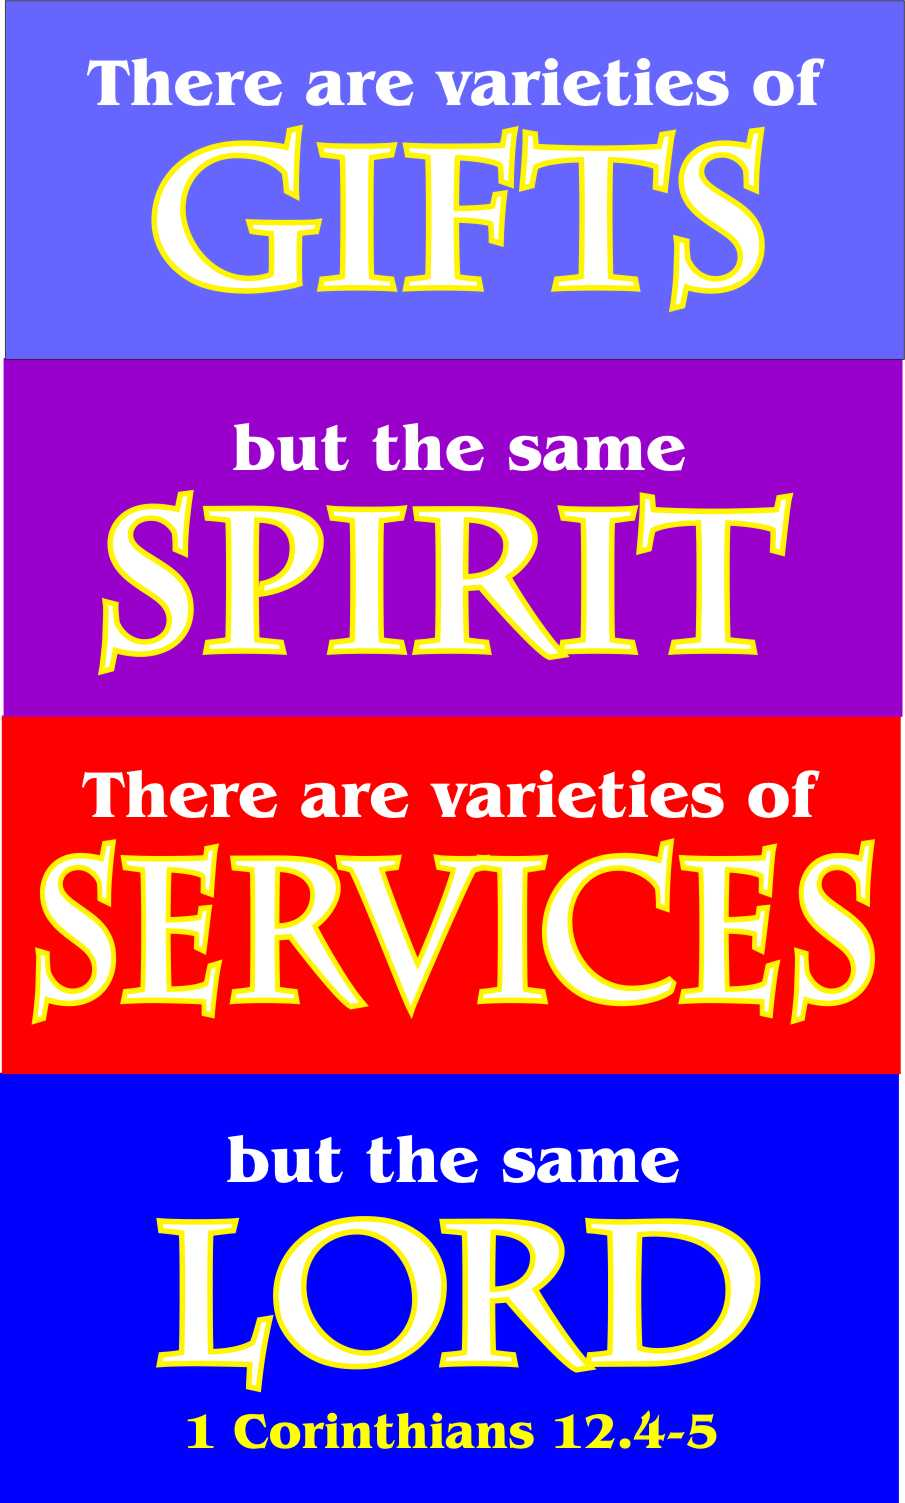 There are varieties of
GIFTS
but the same
SPIRIT
There are varieties of
SERVICES
but the same
LORD
1 Corinthians 12.4-5